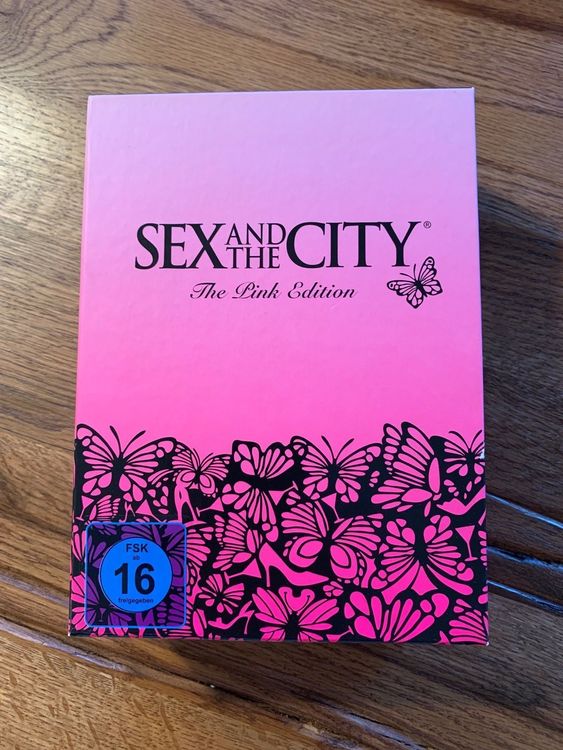 SEX AND THE CITY®
The Pink Edition
FSK
ab
16
freigegeben